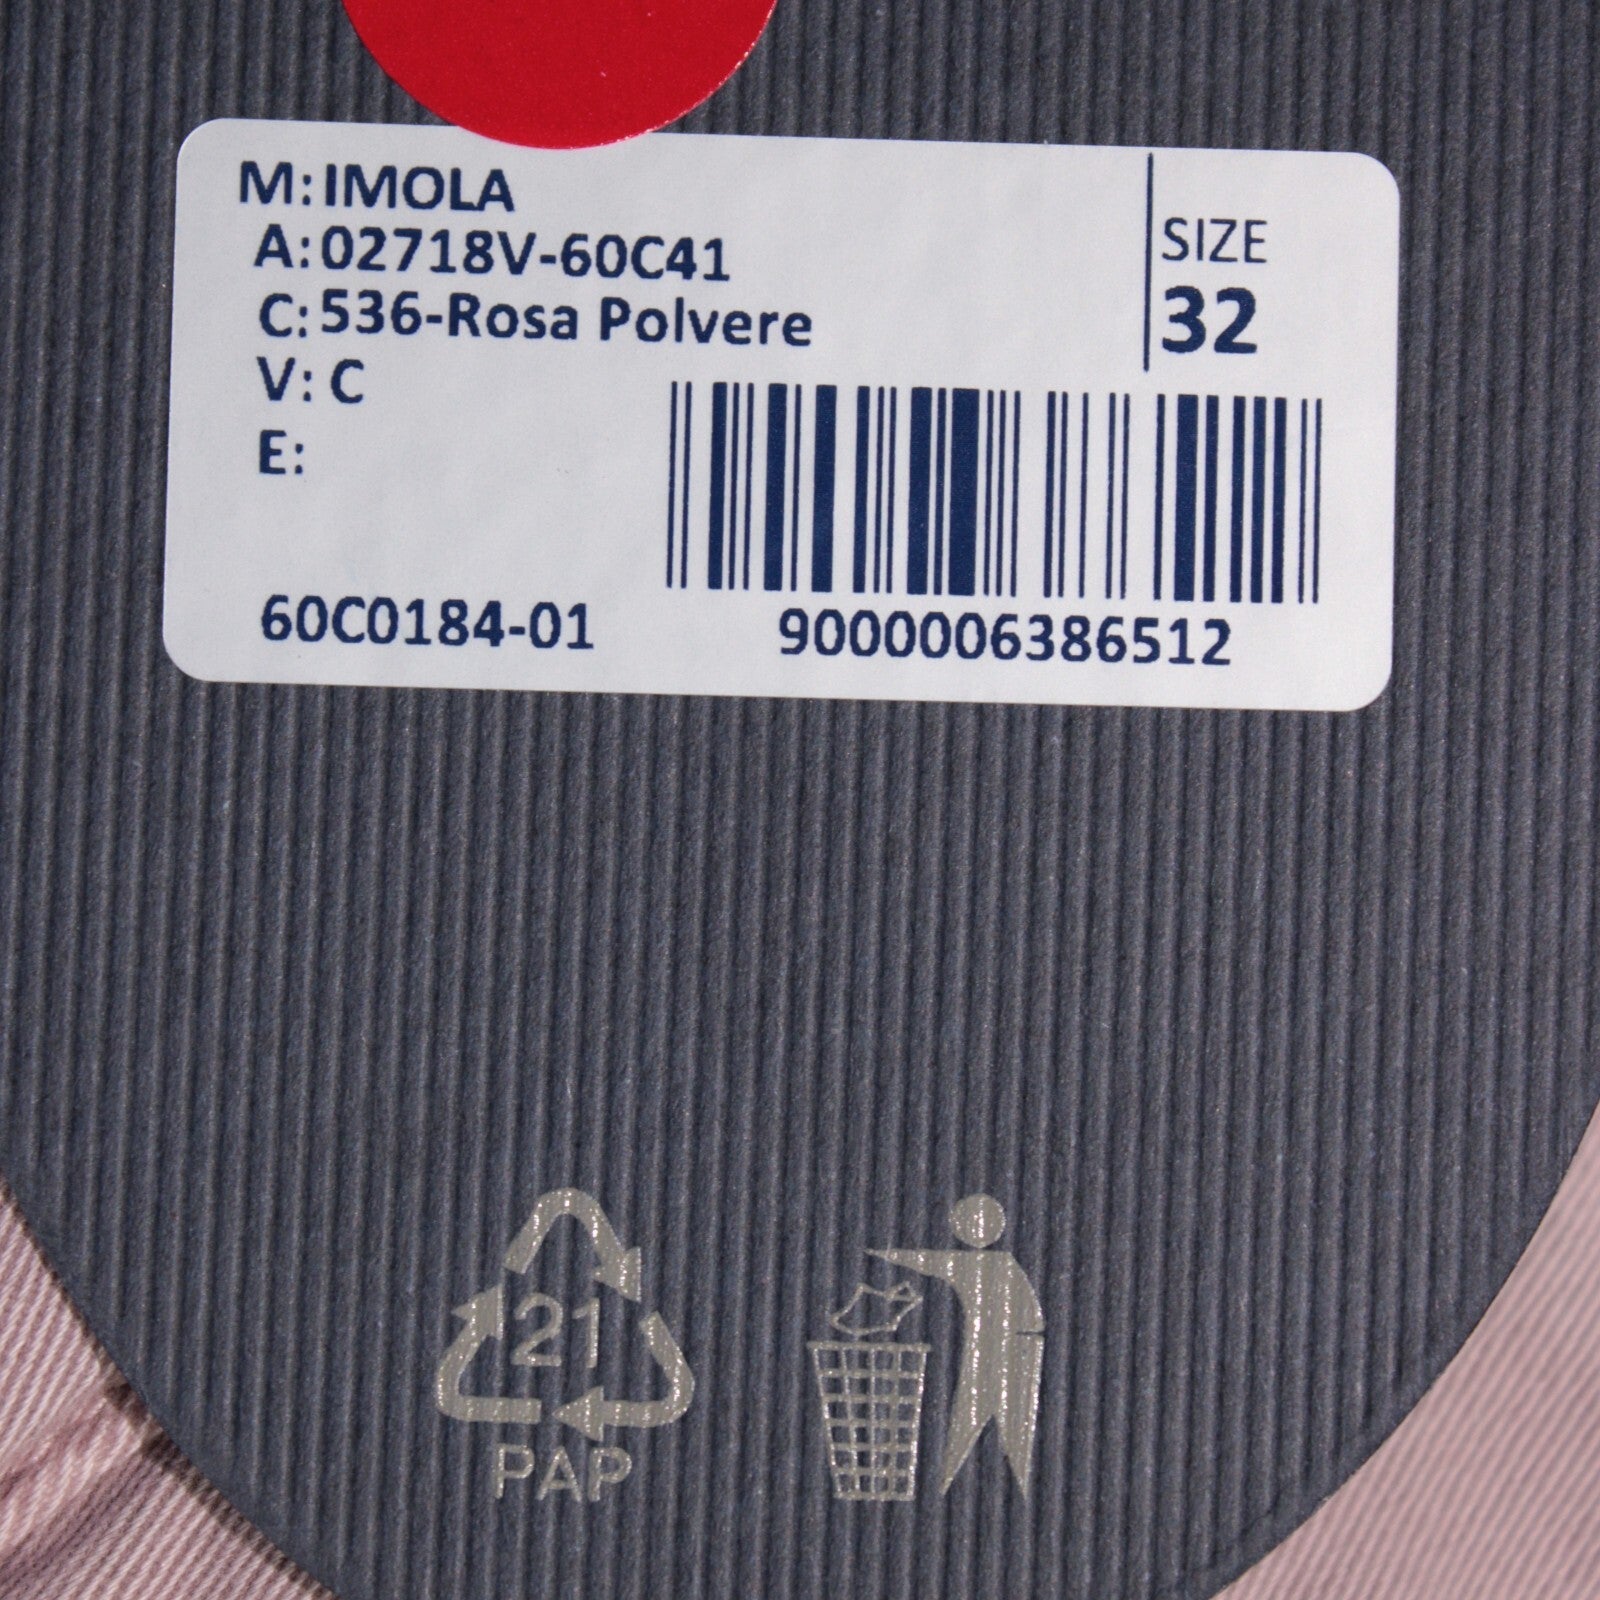 M: IMOLA
A: 02718V-60C41
C: 536-Rosa Polvere
V: C
E:
SIZE
32
60C0184-01
9000006386512
21
PAP